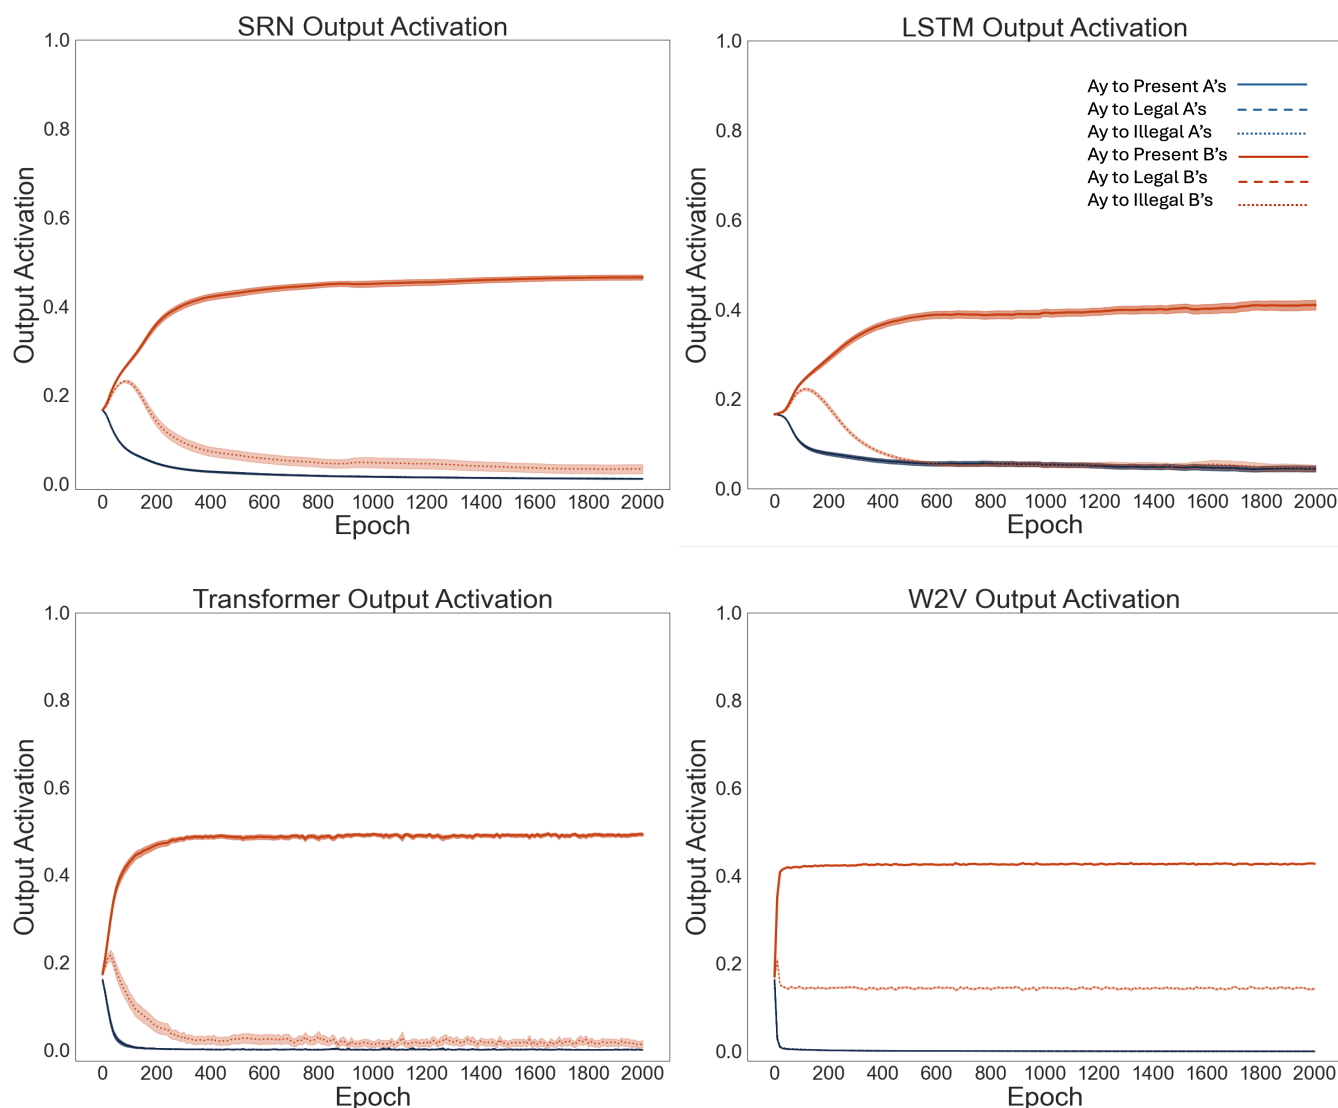 SRN Output Activation
1.0
0.8
0.6
0.4
0.2
0.0
Output Activation
0 200 400 600 800 1000 1200 1400 1600 1800 2000
Epoch
LSTM Output Activation
Ay to Present A's
Ay to Legal A's
Ay to Illegal A's
Ay to Present B's
Ay to Legal B's
Ay to Illegal B's
1.0
0.8
0.6
0.4
0.2
0.0
Output Activation
0 200 400 600 800 1000 1200 1400 1600 1800 2000
Epoch
Transformer Output Activation
1.0
0.8
0.6
0.4
0.2
0.0
Output Activation
0 200 400 600 800 1000 1200 1400 1600 1800 2000
Epoch
W2V Output Activation
1.0
0.8
0.6
0.4
0.2
0.0
Output Activation
0 200 400 600 800 1000 1200 1400 1600 1800 2000
Epoch